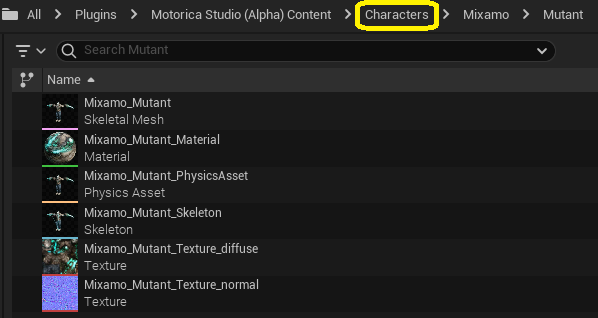 All > Plugins > Motorica Studio (Alpha) Content > Characters > Mixamo > Mutant
Search Mutant
Name
Mixamo_Mutant
Skeletal Mesh
Mixamo_Mutant_Material
Material
Mixamo_Mutant_PhysicsAsset
Physics Asset
Mixamo_Mutant_Skeleton
Skeleton
Mixamo_Mutant_Texture_diffuse
Texture
Mixamo_Mutant_Texture_normal
Texture